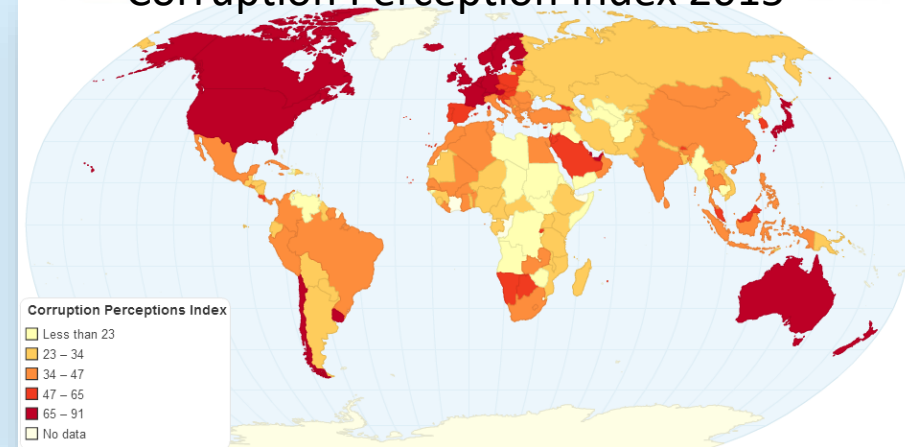 Corruption Perception Index 2015
Corruption Perceptions Index
Less than 23
23 – 34
34 – 47
47 – 65
65 – 91
No data